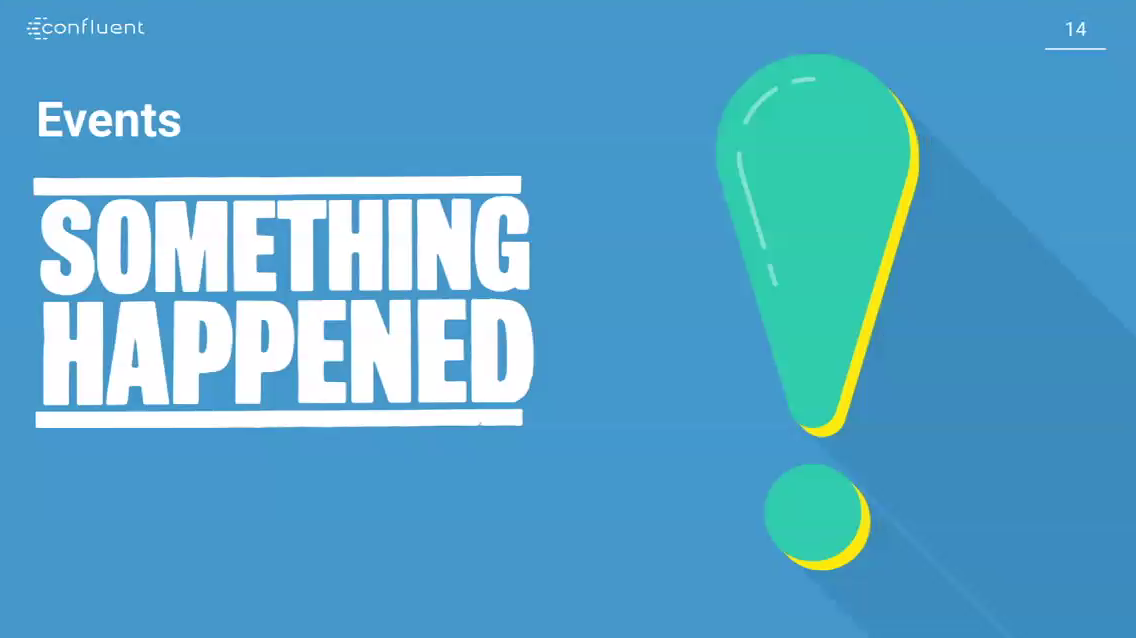 confluent
14
Events
SOMETHING
HAPPENED